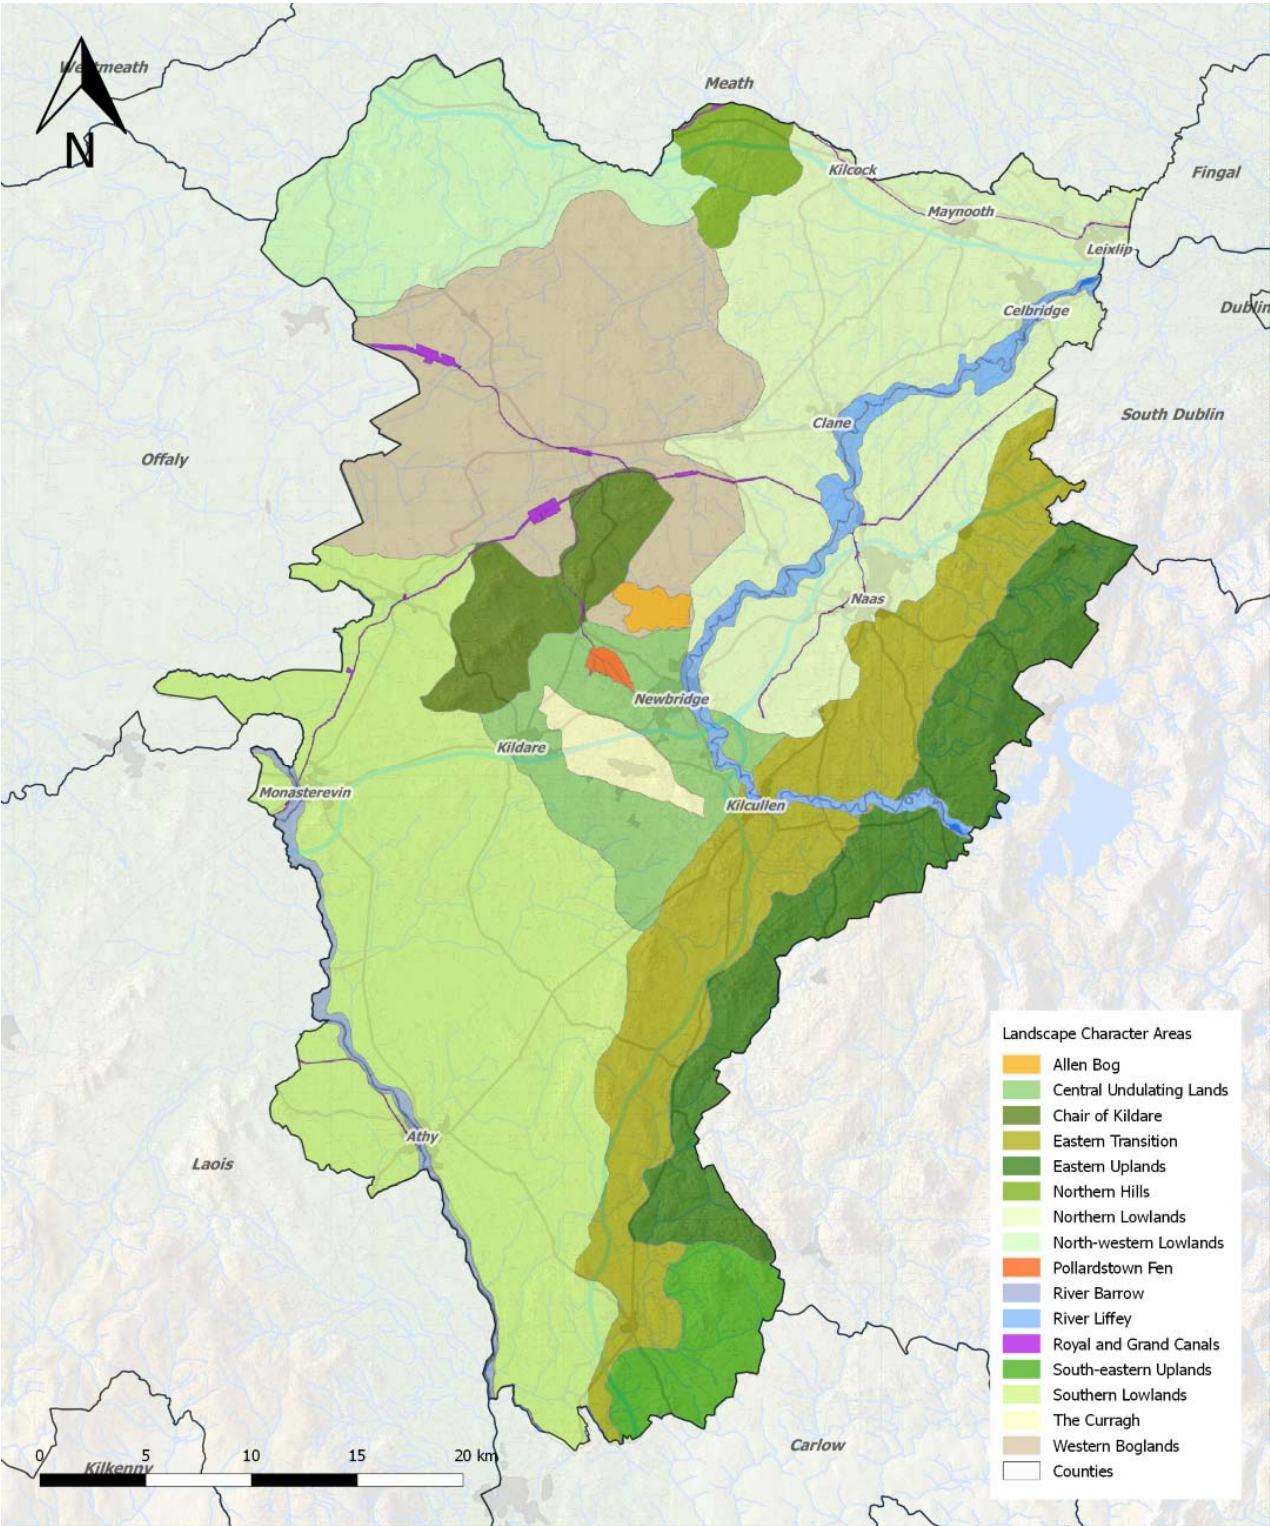 Westmeath
Meath
N
Kilcock
Fingal
Maynooth
Leixlip
Celbridge
Dublin
South Dublin
Clane
Offaly
Naas
Newbridge
Kildare
Monasterevin
Kilcullen
Athy
Laois
Carlow
Kilkenny
0 5 10 15 20 km
Landscape Character Areas
Allen Bog
Central Undulating Lands
Chair of Kildare
Eastern Transition
Eastern Uplands
Northern Hills
Northern Lowlands
North-western Lowlands
Pollardstown Fen
River Barrow
River Liffey
Royal and Grand Canals
South-eastern Uplands
Southern Lowlands
The Curragh
Western Boglands
Counties